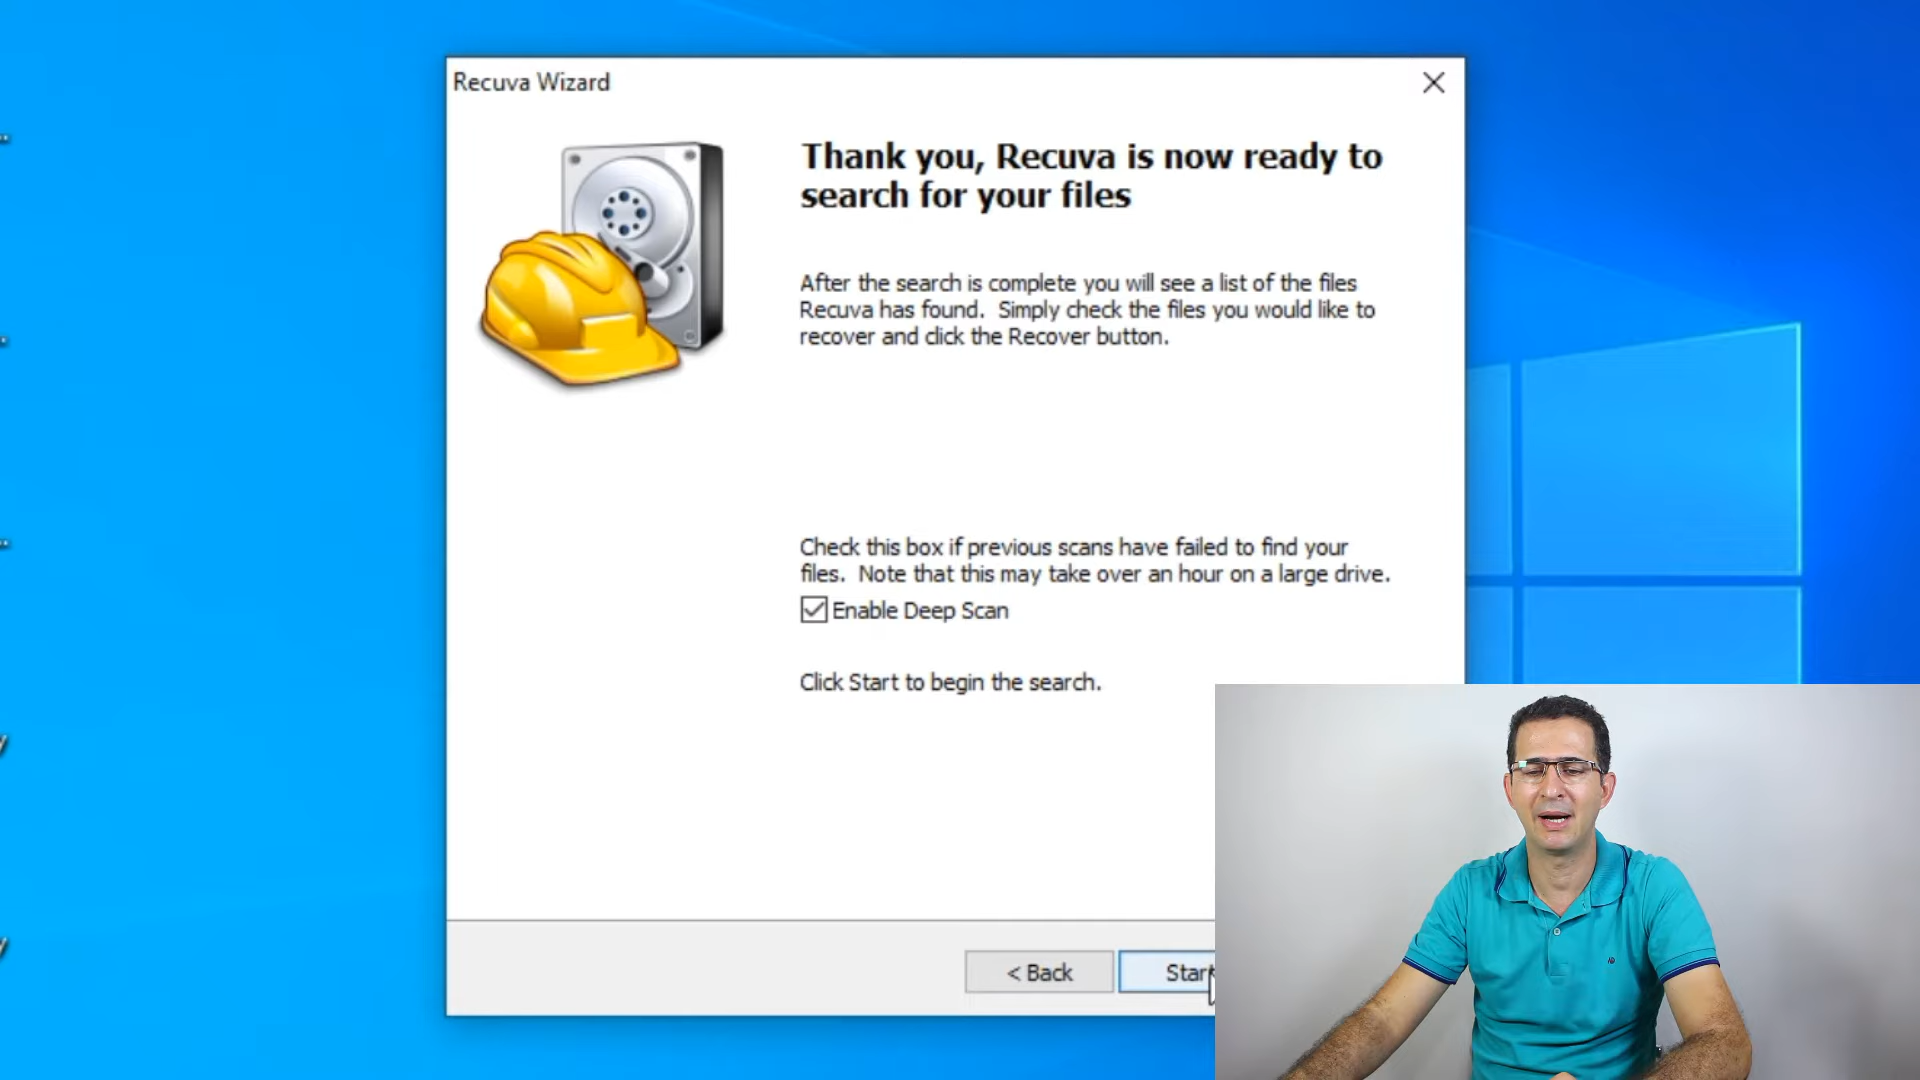 Recuva Wizard
Thank you, Recuva is now ready to
search for your files
After the search is complete you will see a list of the files
Recuva has found.  Simply check the files you would like to
recover and click the Recover button.
Check this box if previous scans have failed to find your
files.  Note that this may take over an hour on a large drive.
Enable Deep Scan
Click Start to begin the search.
< Back
Start